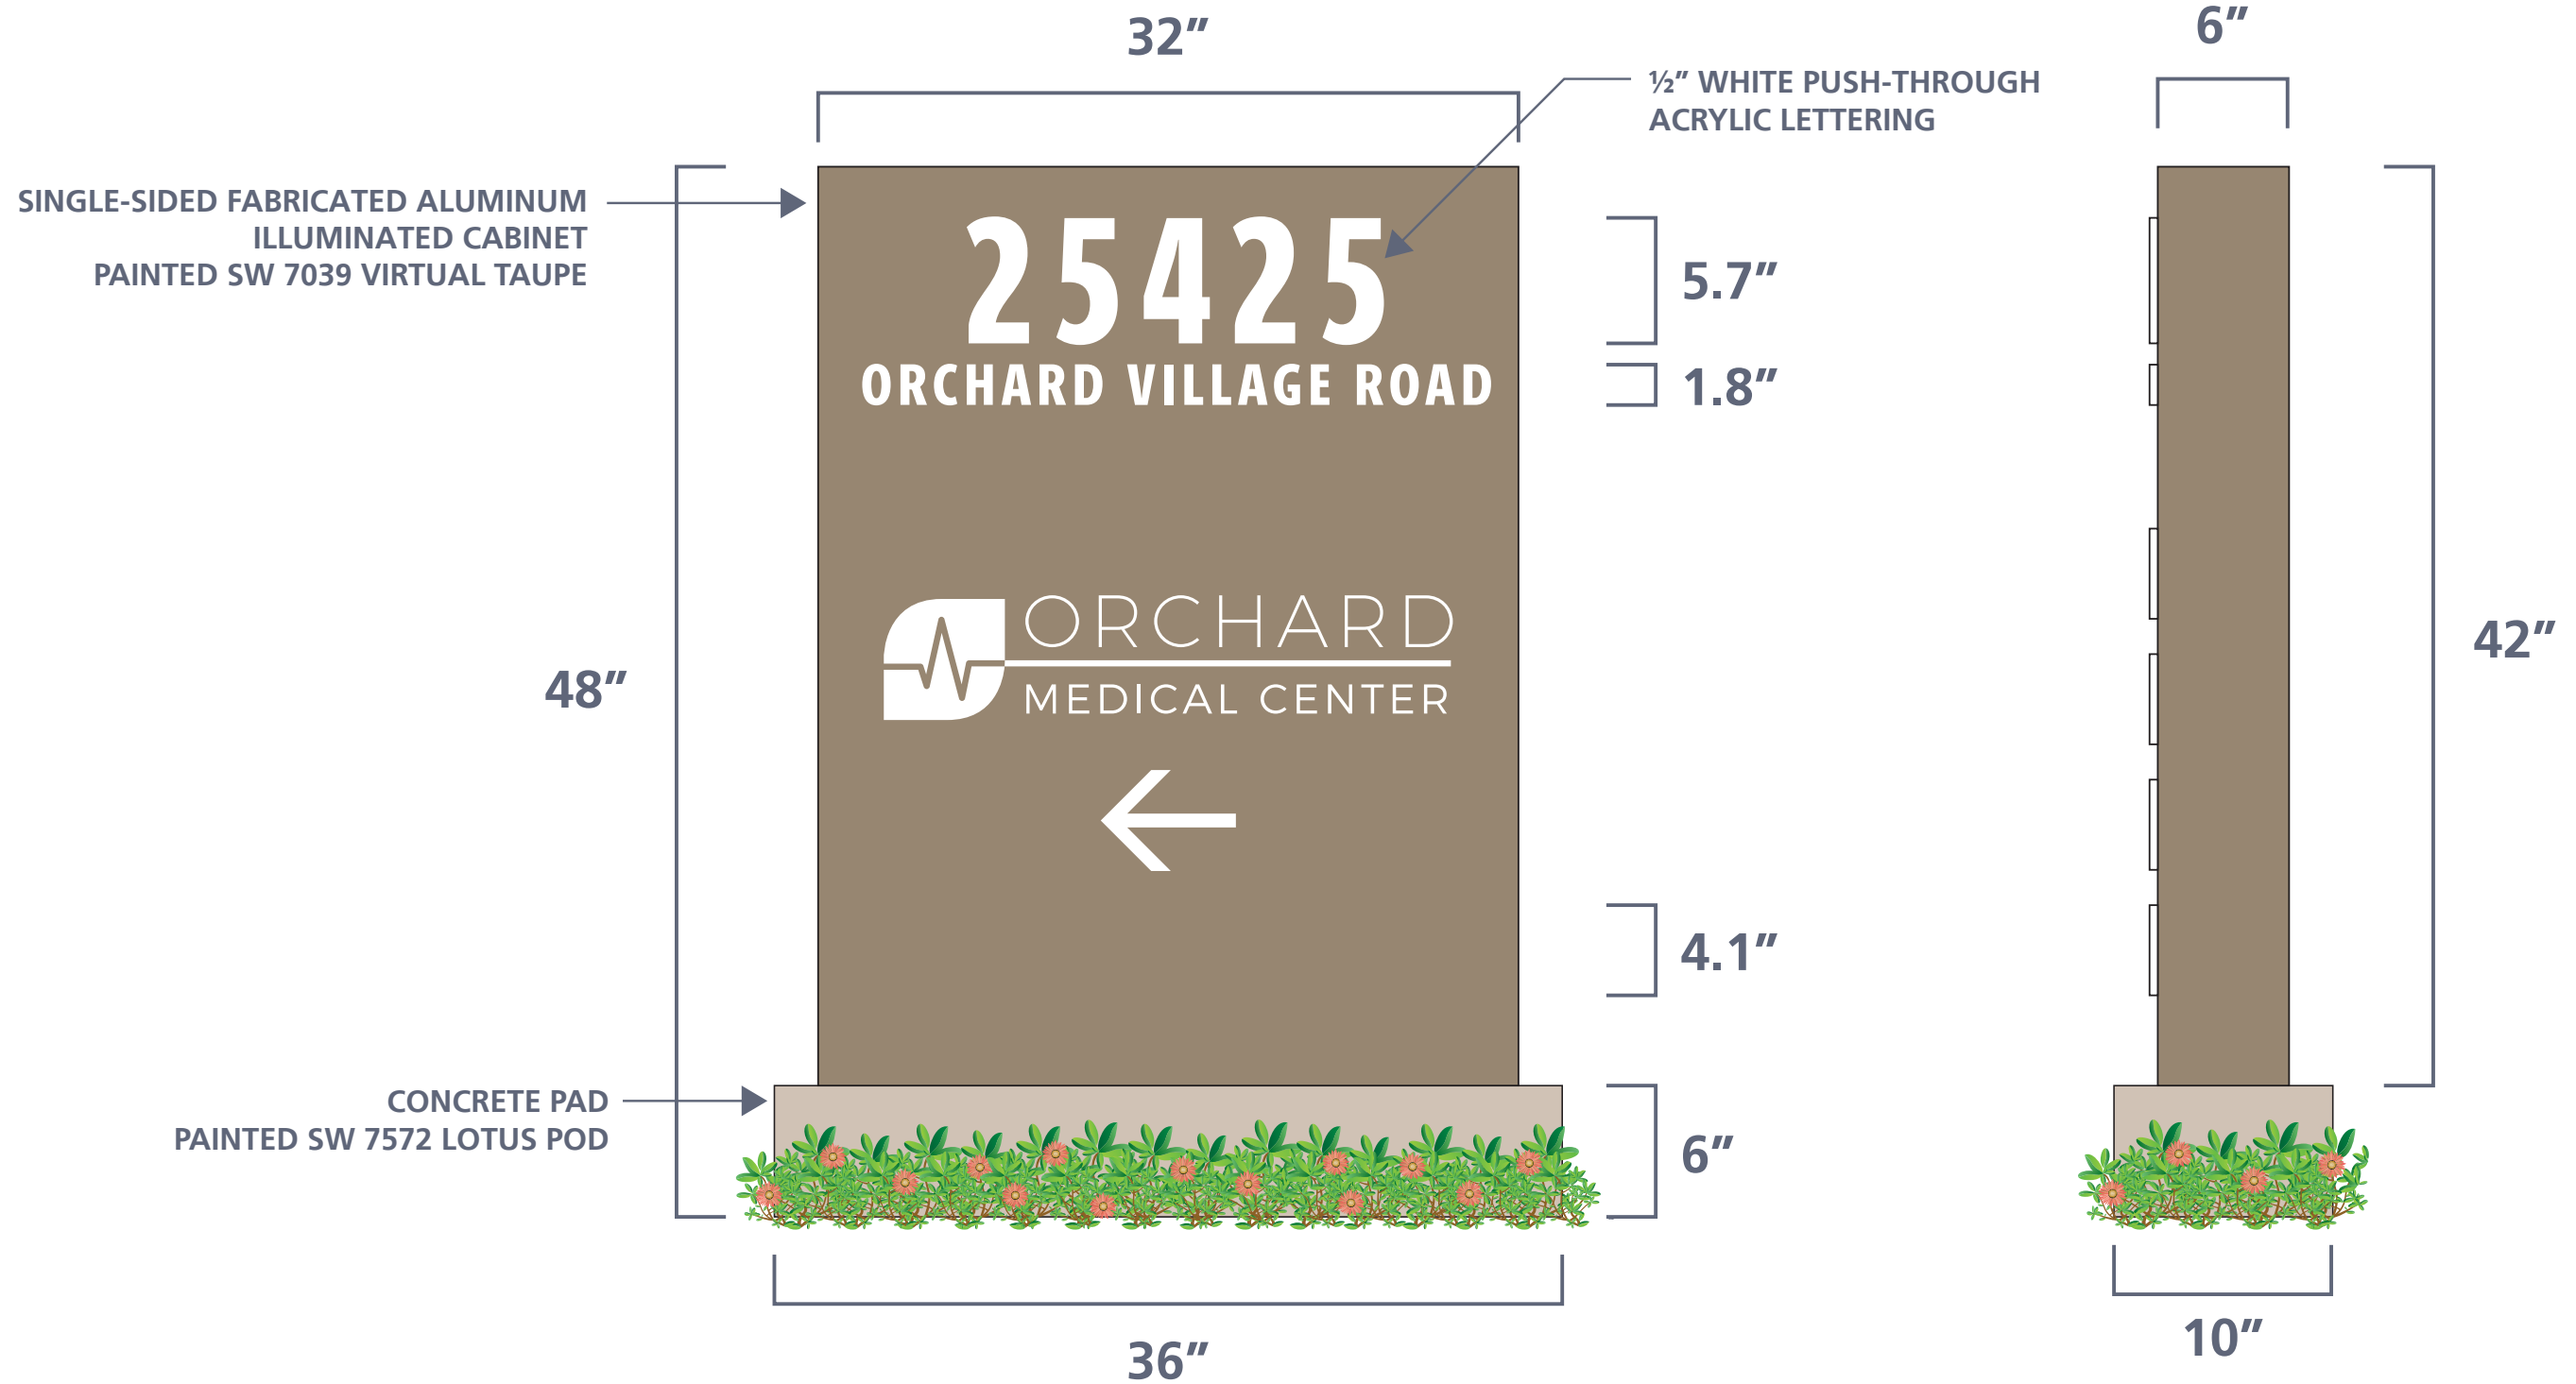 32”
6”
½” WHITE PUSH-THROUGH
ACRYLIC LETTERING
SINGLE-SIDED FABRICATED ALUMINUM
ILLUMINATED CABINET
PAINTED SW 7039 VIRTUAL TAUPE
25425
ORCHARD VILLAGE ROAD
5.7”
1.8”
ORCHARD
MEDICAL CENTER
48”
42”
4.1”
CONCRETE PAD
PAINTED SW 7572 LOTUS POD
6”
36”
10”